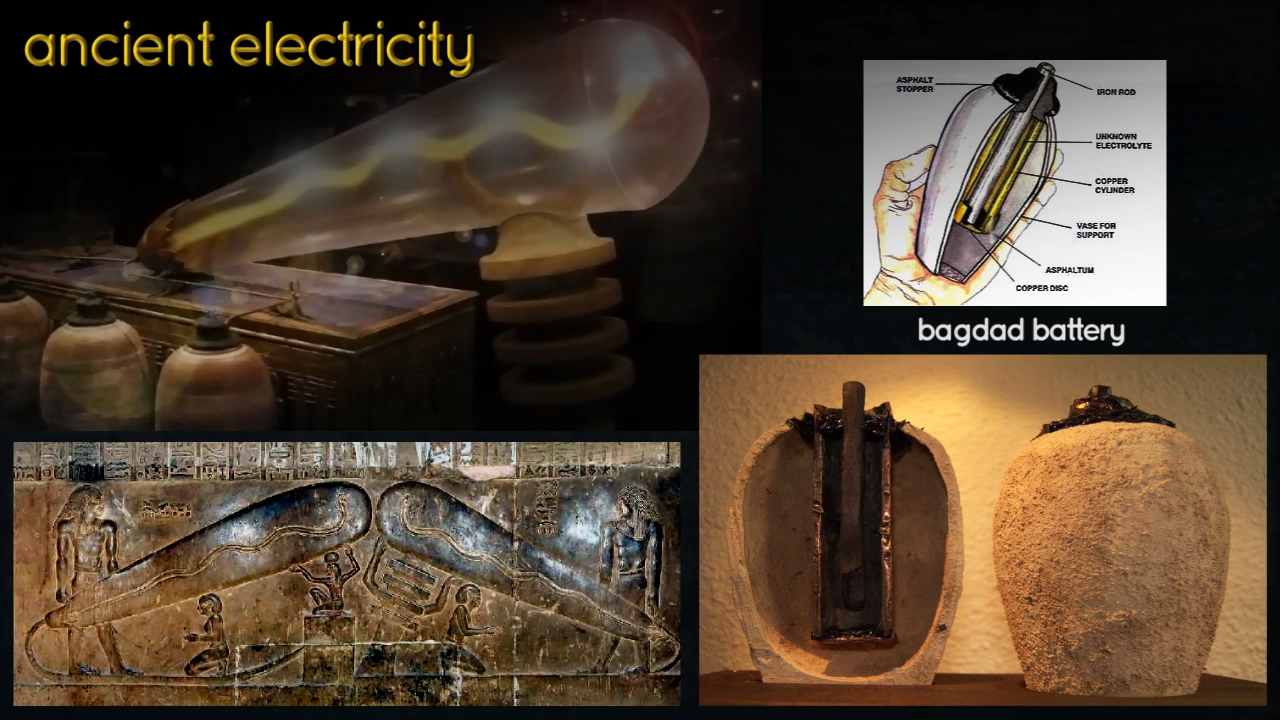 ancient electricity
ASPHALT
STOPPER
IRON ROD
UNKNOWN
ELECTROLYTE
COPPER
CYLINDER
VASE FOR
SUPPORT
ASPHALTUM
COPPER DISC
bagdad battery